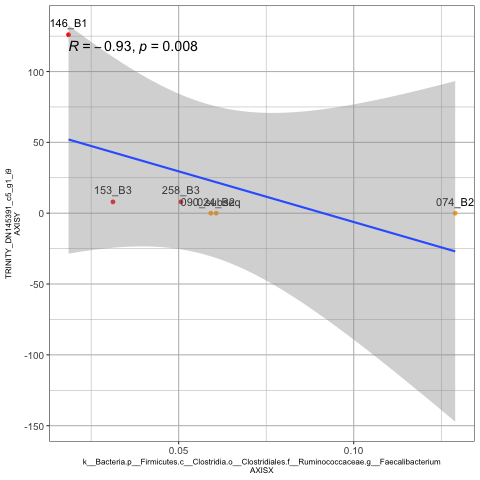 146_B1
R = −0.93, p = 0.008
100
50
0
-50
-100
-150
153_B3
258_B3
074_B2
0.05
0.10
TRINITY_DN145391_c5_g1_i9
AXISY
k__Bacteria.p__Firmicutes.c__Clostridia.o__Clostridiales.f__Ruminococcaceae.g__Faecalibacterium
AXISX